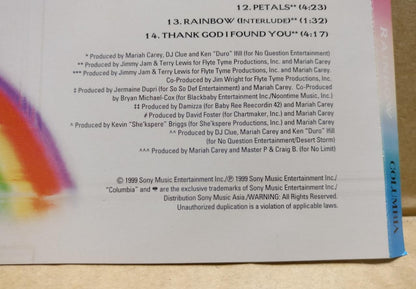 12. PETALS** (4:23)
13. RAINBOW (INTERLUDE)** (1:32)
14. THANK GOD I FOUND YOU** (4:17)
^ Produced by Mariah Carey, DJ Clue and Ken "Duro" Ifill (for No Question Entertainment)
** Produced by Jimmy Jam & Terry Lewis for Flyte Tyme Productions, Inc. and Mariah Carey
*** Produced by Jimmy Jam & Terry Lewis for Flyte Tyme Productions, Inc. and Mariah Carey
Co-Produced by Jim Wright for Flyte Tyme Productions, Inc.
‡ Produced by Jermaine Dupri (for So So Def Entertainment) and Mariah Carey. Co-Produced
by Bryan Michael-Cox (for Blackbaby Entertainment Inc./Noontime Music, Inc.)
‡‡ Produced by Damizza (for Baby Ree Reordirio 42) and Mariah Carey
# Produced by David Foster (for Chartmaker, Inc.) and Mariah Carey
^ Produced by Kevin "She'kspere" Briggs (for She'kspere Productions, Inc.) and Mariah Carey
^^ Produced by DJ Clue, Mariah Carey, and Ken "Duro" Ifill
(for No Question Entertainment/Desert Storm)
^^^ Produced by Mariah Carey and Master P & Craig B. (for No Limit)
© 1999 Sony Music Entertainment Inc./℗ 1999 Sony Music Entertainment Inc./
"Columbia" and are the exclusive trademarks of Sony Music Entertainment Inc./
Distribution Sony Music Asia./WARNING: All Rights Reserved.
Unauthorized duplication is a violation of applicable laws.
COLUMBIA